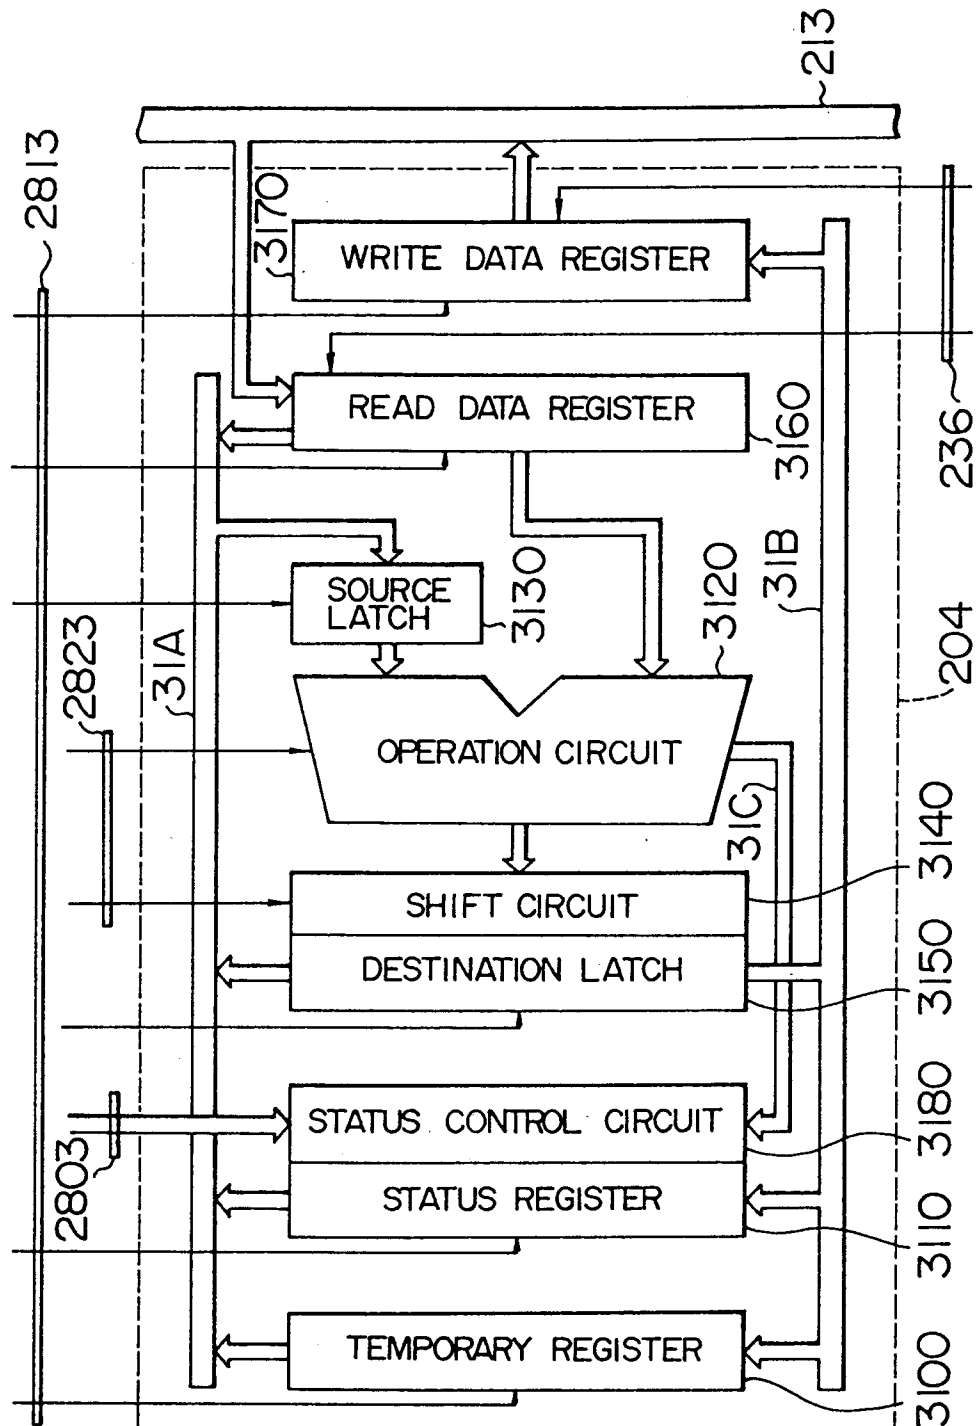 213
2813
3170
WRITE DATA REGISTER
READ DATA REGISTER
3160
236
SOURCE
LATCH
3130
3120
31B
204
31A
2823
OPERATION CIRCUIT
31C
3140
SHIFT CIRCUIT
DESTINATION LATCH
3150
2803
STATUS CONTROL CIRCUIT
3180
STATUS REGISTER
3110
TEMPORARY REGISTER
3100